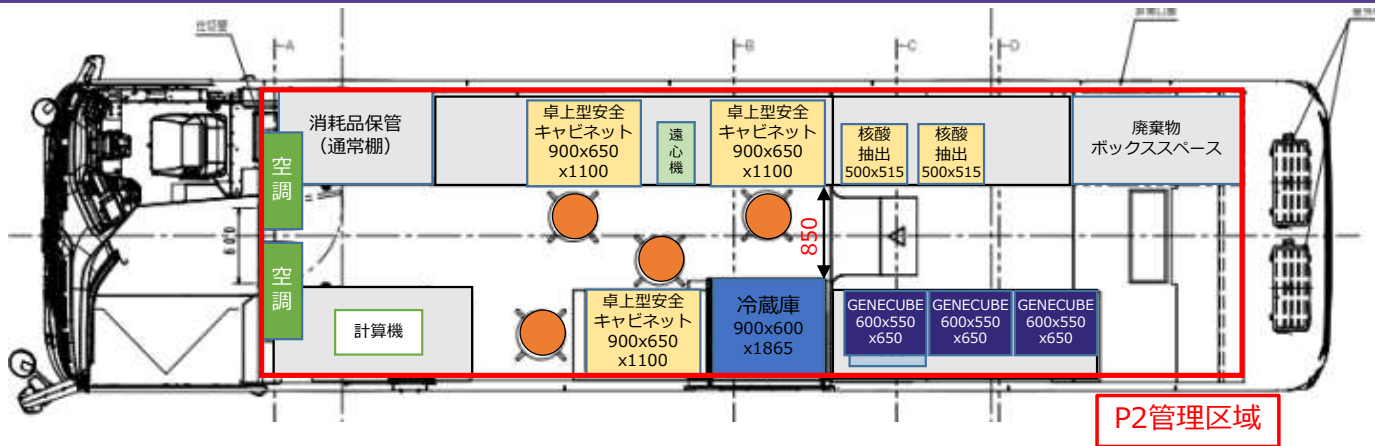 仕切壁
A
B
C
D
消耗品保管
(通常棚)
卓上型安全
キャビネット
900x650
x1100
遠
心
機
卓上型安全
キャビネット
900x650
x1100
核酸
抽出
500x515
核酸
抽出
500x515
廃棄物
ボックススペース
空
調
空
調
600
850
計算機
卓上型安全
キャビネット
900x650
x1100
冷蔵庫
900x600
x1865
GENECUBE
600x550
x650
GENECUBE
600x550
x650
GENECUBE
600x550
x650
P2管理区域